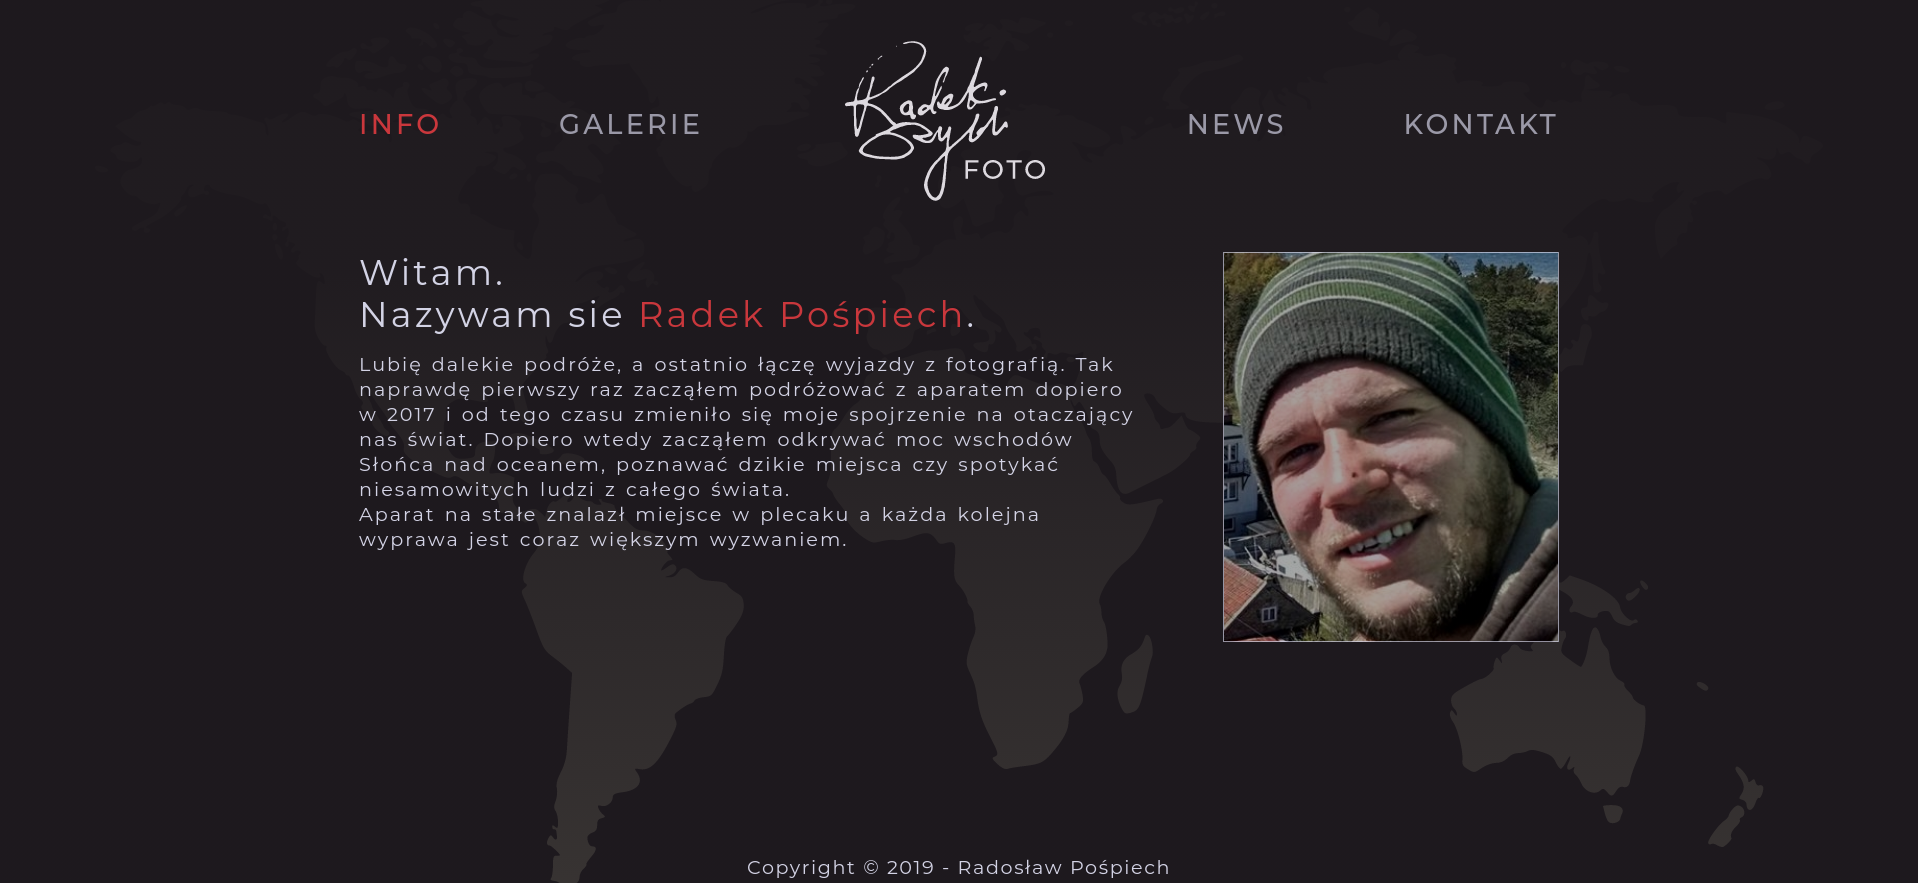 INFO GALERIE NEWS KONTAKT
Radek.
Szybl
FOTO
Witam.
Nazywam sie Radek Pośpiech.
Lubię dalekie podróże, a ostatnio łączę wyjazdy z fotografią. Tak
naprawdę pierwszy raz zacząłem podróżować z aparatem dopiero
w 2017 i od tego czasu zmieniło się moje spojrzenie na otaczający
nas świat. Dopiero wtedy zacząłem odkrywać moc wschodów
Słońca nad oceanem, poznawać dzikie miejsca czy spotykać
niesamowitych ludzi z całego świata.
Aparat na stałe znalazł miejsce w plecaku a każda kolejna
wyprawa jest coraz większym wyzwaniem.
Copyright © 2019 - Radosław Pośpiech